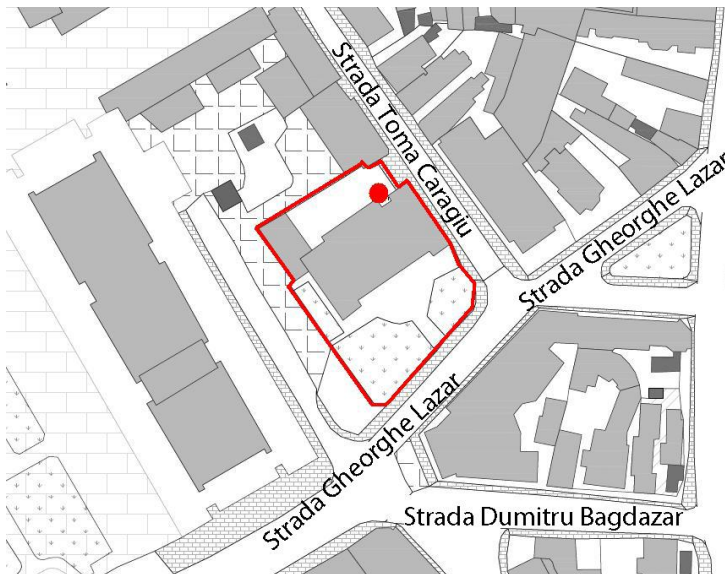 Strada Toma Caragiu
Strada Gheorghe Lazar
Strada Gheorghe Lazar
Strada Dumitru Bagdazar